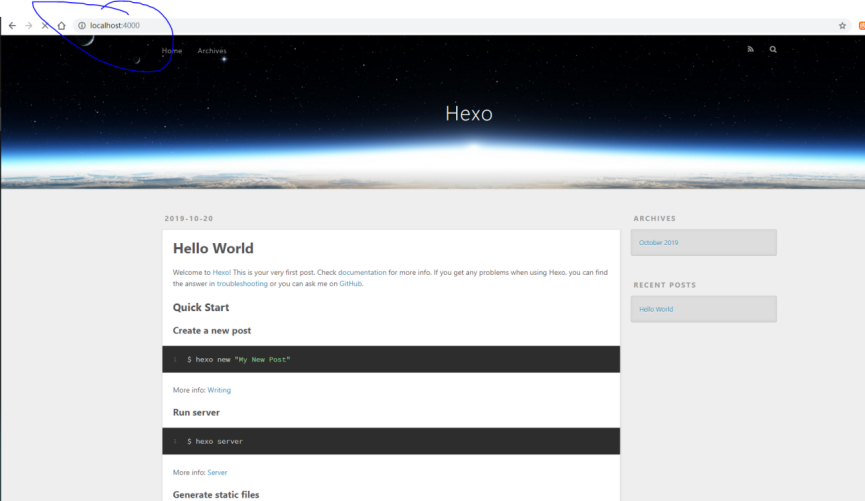 localhost:4000
Home Archives
Hexo
2019-10-20
Hello World
Welcome to Hexo! This is your very first post. Check documentation for more info. If you get any problems when using Hexo, you can find
the answer in troubleshooting or you can ask me on GitHub.
Quick Start
Create a new post
1 $ hexo new "My New Post"
More info: Writing
Run server
1 $ hexo server
More info: Server
Generate static files
ARCHIVES
October 2019
RECENT POSTS
Hello World